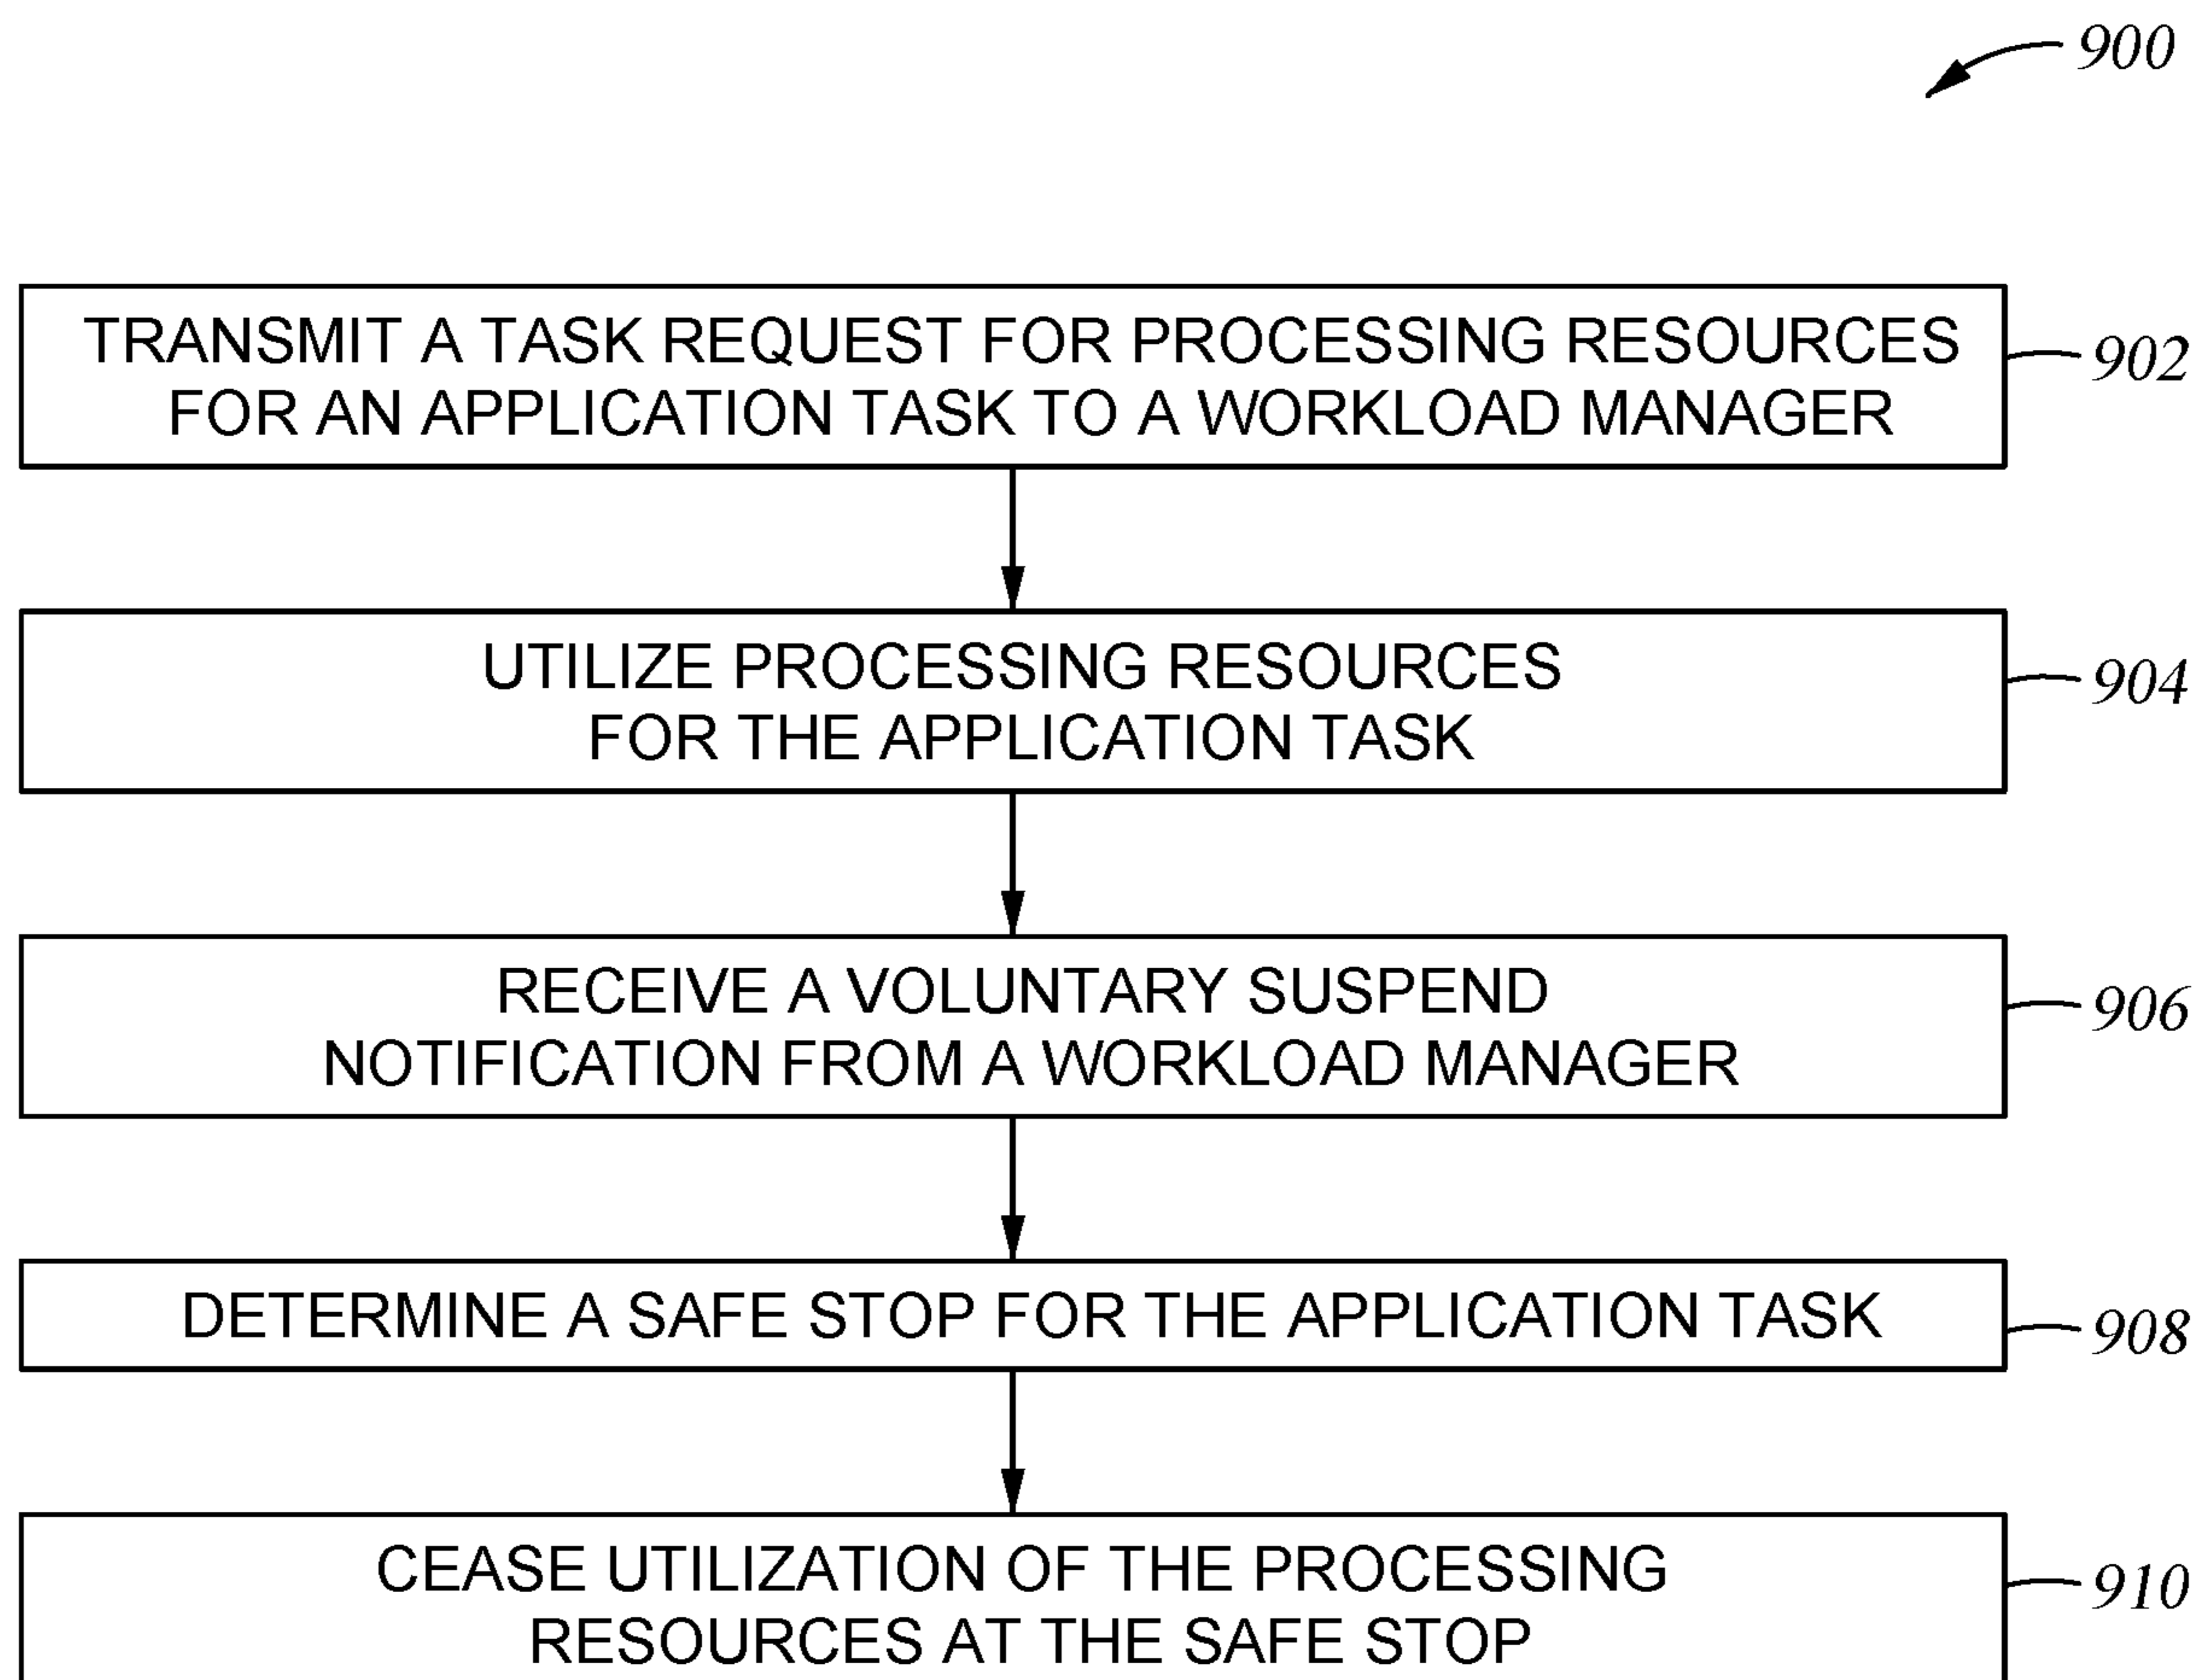 900
TRANSMIT A TASK REQUEST FOR PROCESSING RESOURCES
FOR AN APPLICATION TASK TO A WORKLOAD MANAGER
902
UTILIZE PROCESSING RESOURCES
FOR THE APPLICATION TASK
904
RECEIVE A VOLUNTARY SUSPEND
NOTIFICATION FROM A WORKLOAD MANAGER
906
DETERMINE A SAFE STOP FOR THE APPLICATION TASK
908
CEASE UTILIZATION OF THE PROCESSING
RESOURCES AT THE SAFE STOP
910